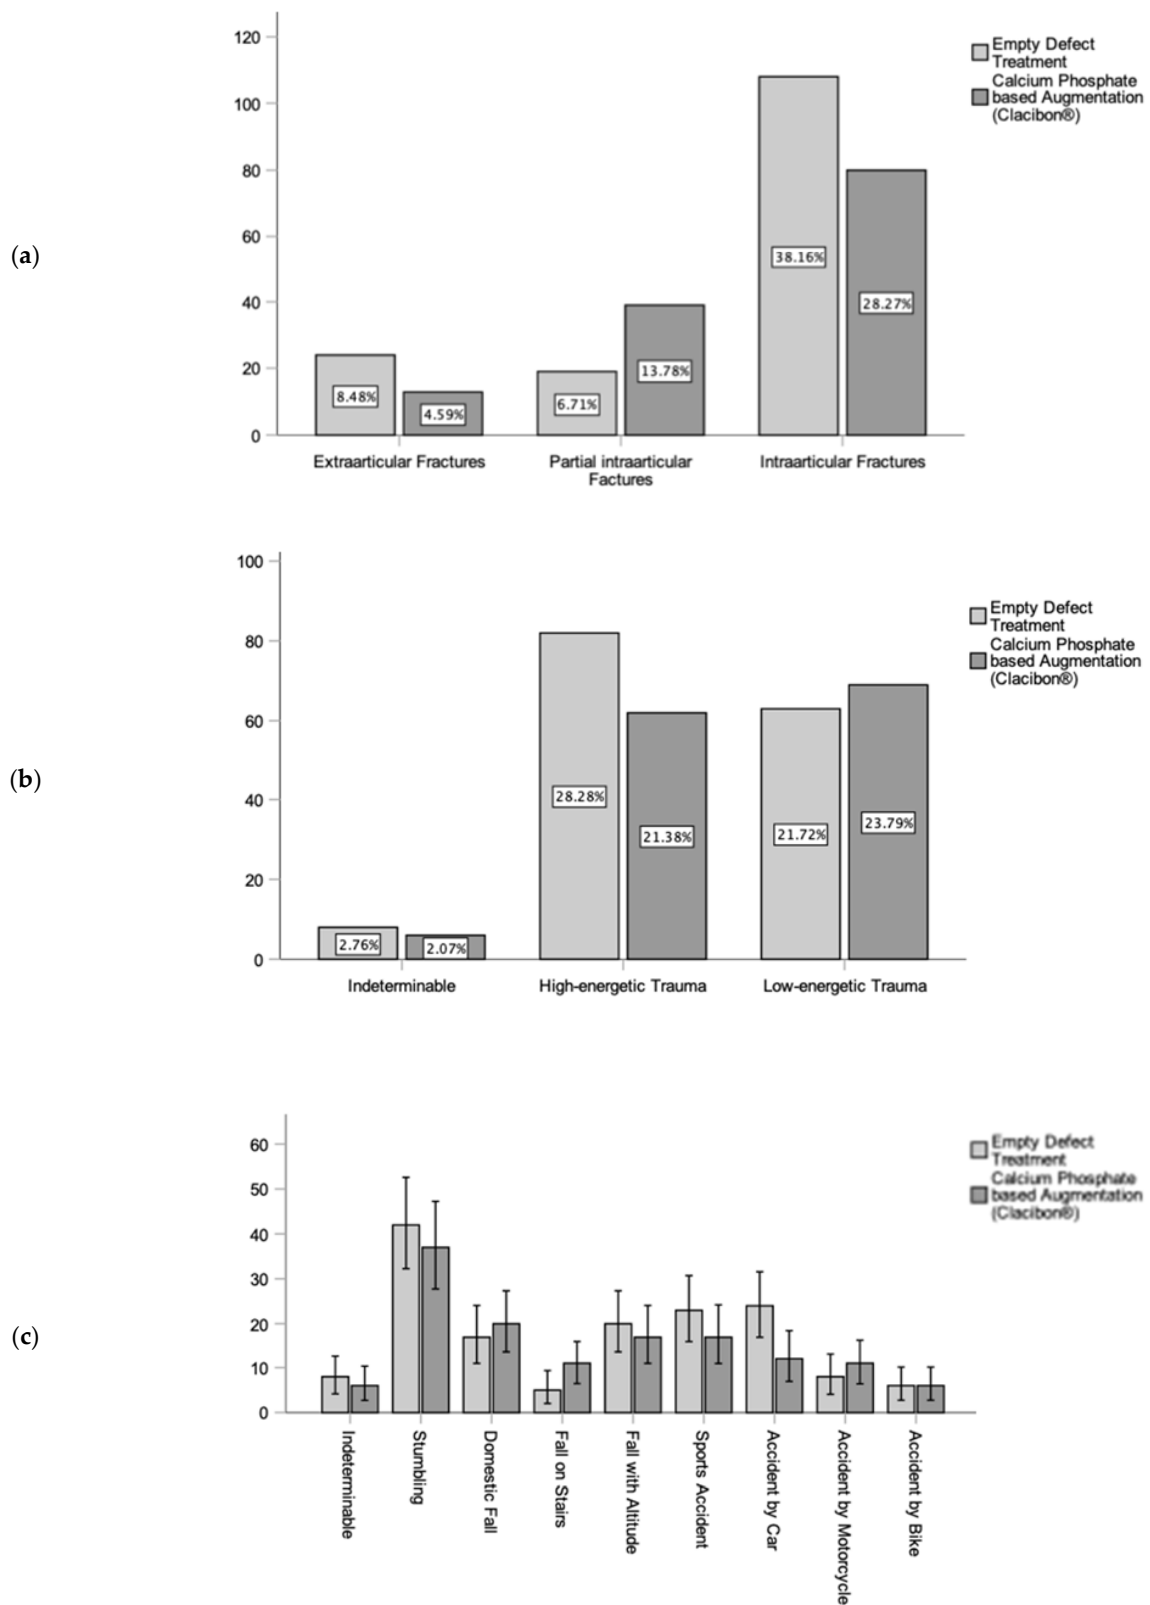 120
100
80
60
40
20
0
(a)
38.16%
28.27%
13.78%
8.48%
6.71%
4.59%
Extraarticular Fractures
Partial intraarticular
Factures
Intraarticular Fractures
Empty Defect
Treatment
Calcium Phosphate
based Augmentation
(Clacibon®)
100
80
60
40
20
0
(b)
28.28%
21.38%
21.72%
23.79%
2.76%
2.07%
Indeterminable
High-energetic Trauma
Low-energetic Trauma
Empty Defect
Treatment
Calcium Phosphate
based Augmentation
(Clacibon®)
60
50
40
30
20
10
0
(c)
Indeterminable
Stumbling
Domestic Fall
Fall on Stairs
Fall with Altitude
Sports Accident
Accident by Car
Accident by Motorcycle
Accident by Bike
Empty Defect
Treatment
Calcium Phosphate
based Augmentation
(Clacibon®)